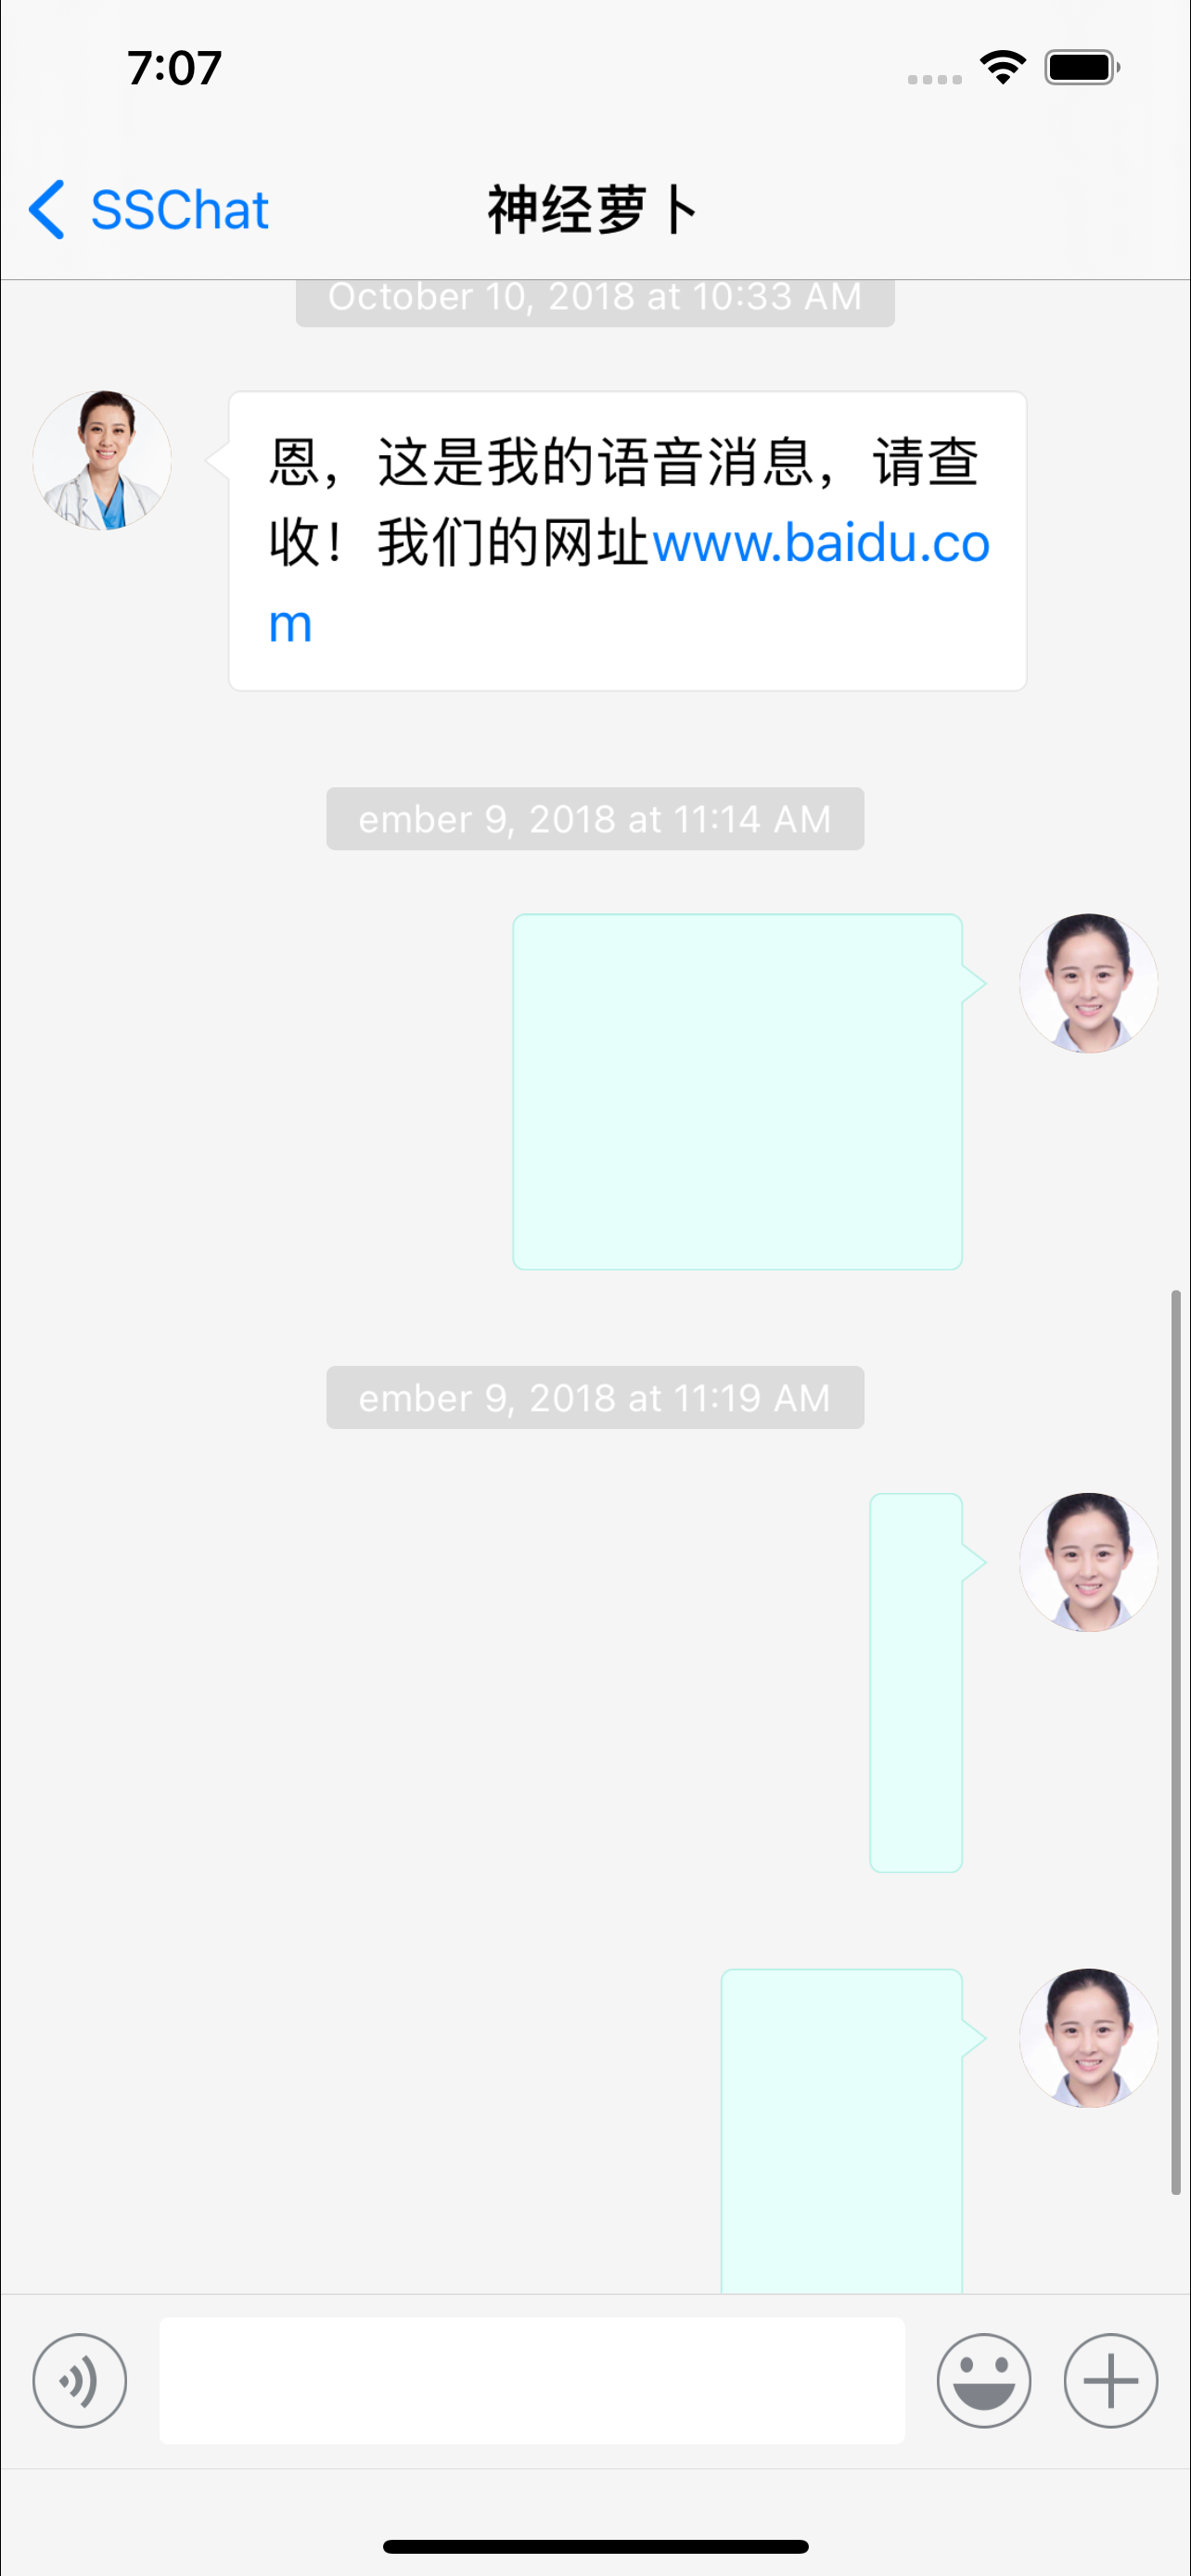 7:07
SSChat
神经萝卜
October 10, 2018 at 10:33 AM
恩，这是我的语音消息，请查
收！我们的网址www.baidu.co
m
ember 9, 2018 at 11:14 AM
ember 9, 2018 at 11:19 AM